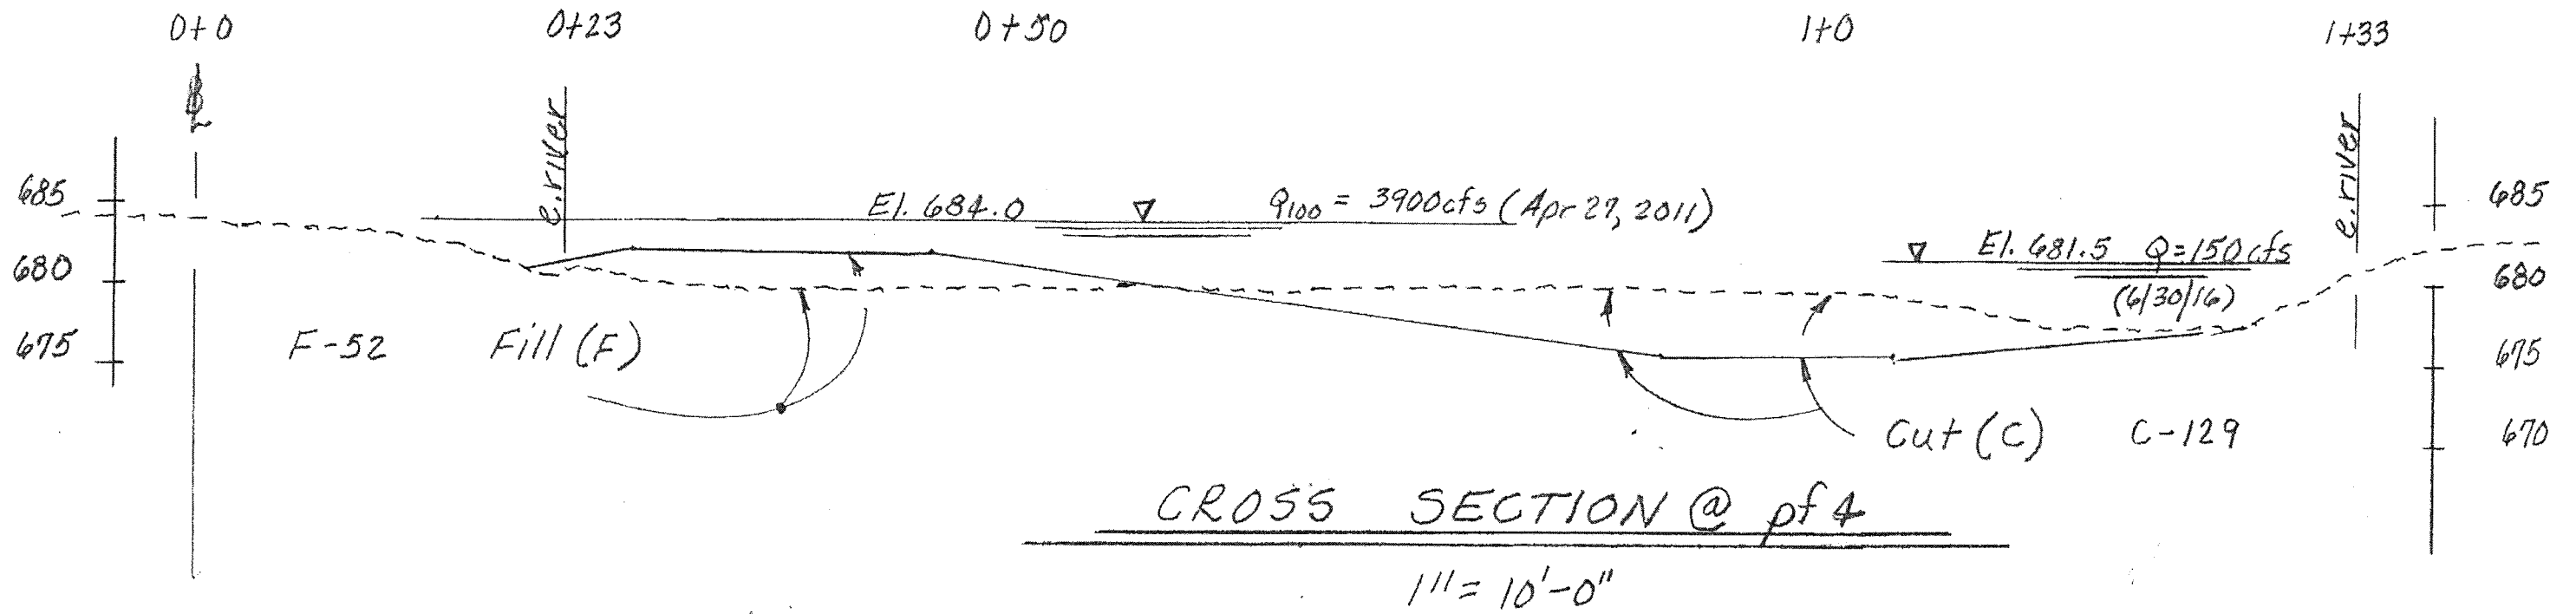 0+0 0+23 0+50 1+0 1+33
e.river
e.river
685
El. 684.0 Q100 = 3900cfs (Apr 27, 2011)
685
El. 681.5 Q=150cfs
680
680
(6/30/16)
675
F-52 Fill (F)
675
Cut (C) C-129
670
CROSS SECTION @ pf 4
1" = 10'-0"